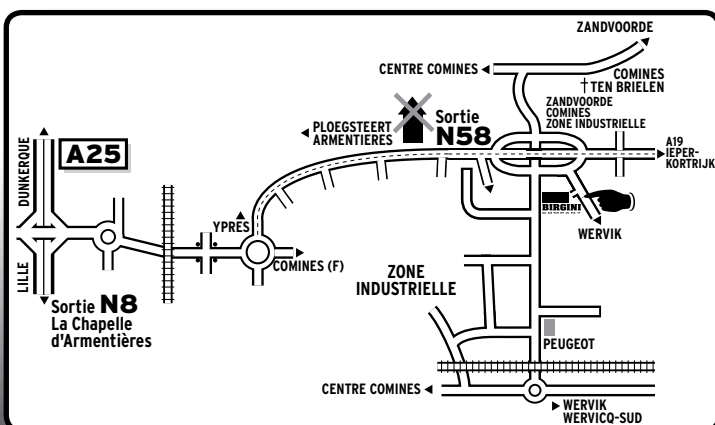 ZANDVOORDE
CENTRE COMINES
COMINES
†TEN BRIELEN
ZANDVOORDE
COMINES
ZONE INDUSTRIELLE
Sortie
N58
PLOEGSTEERT
ARMENTIERES
A19
IEPER-
KORTRIJK
DUNKERQUE
A25
BIRGINI
COMPANY
WERVIK
YPRES
COMINES (F)
LILLE
ZONE
INDUSTRIELLE
Sortie N8
La Chapelle
d'Armentières
PEUGEOT
CENTRE COMINES
WERVIK
WERVICQ-SUD